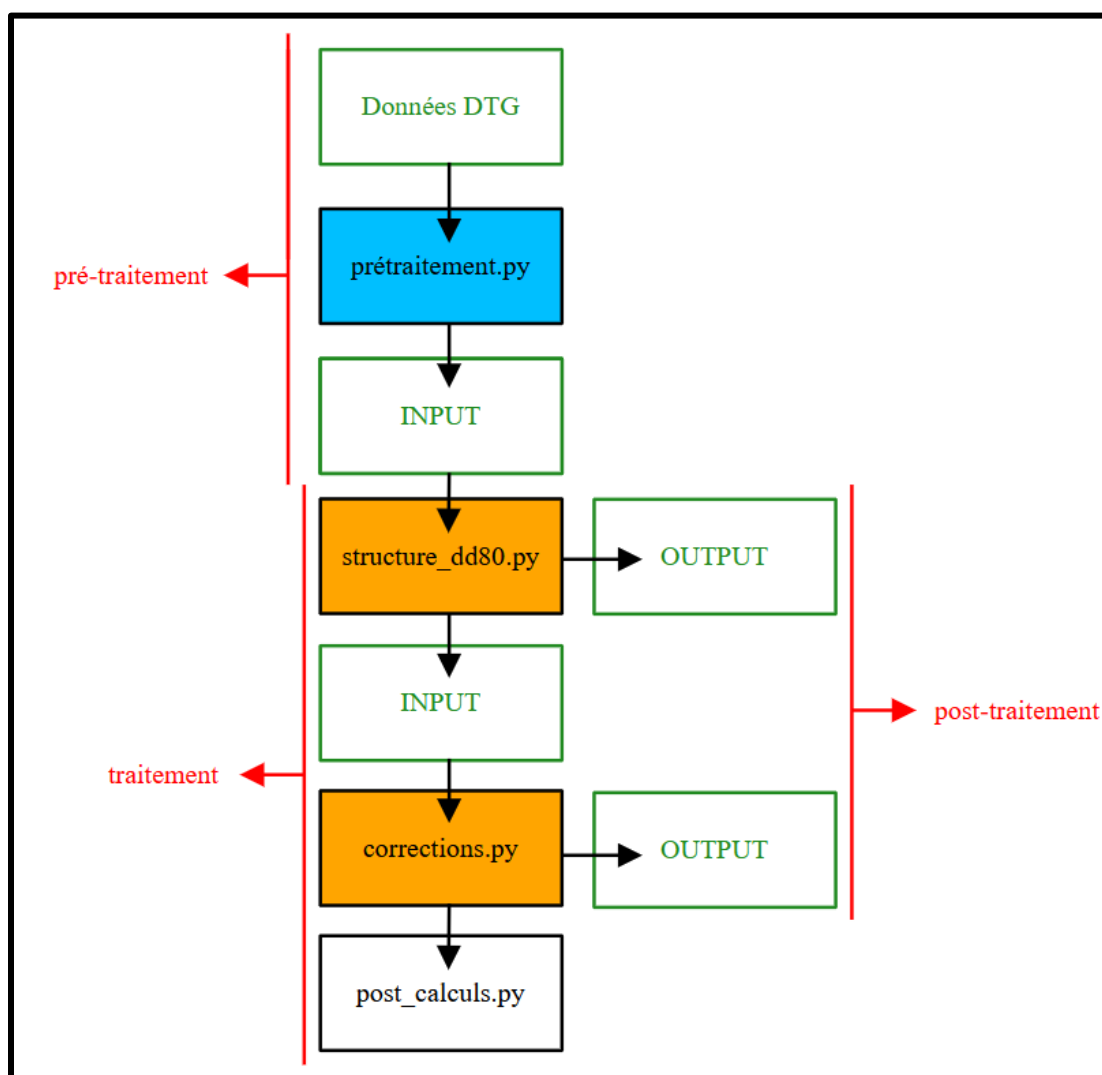 Données DTG
prétraitement.py
pré-traitement
INPUT
structure_dd80.py
OUTPUT
INPUT
post-traitement
traitement
corrections.py
OUTPUT
post_calculs.py